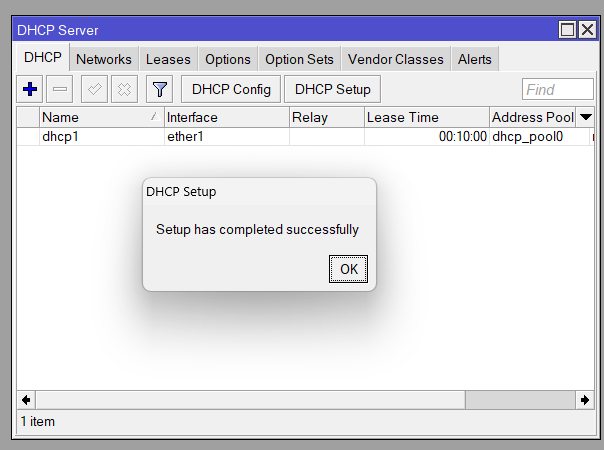 DHCP Server
DHCP Networks Leases Options Option Sets Vendor Classes Alerts
DHCP Config DHCP Setup Find
Name Interface Relay Lease Time Address Pool
dhcp1 ether1 00:10:00 dhcp_pool0
DHCP Setup
Setup has completed successfully
OK
1 item